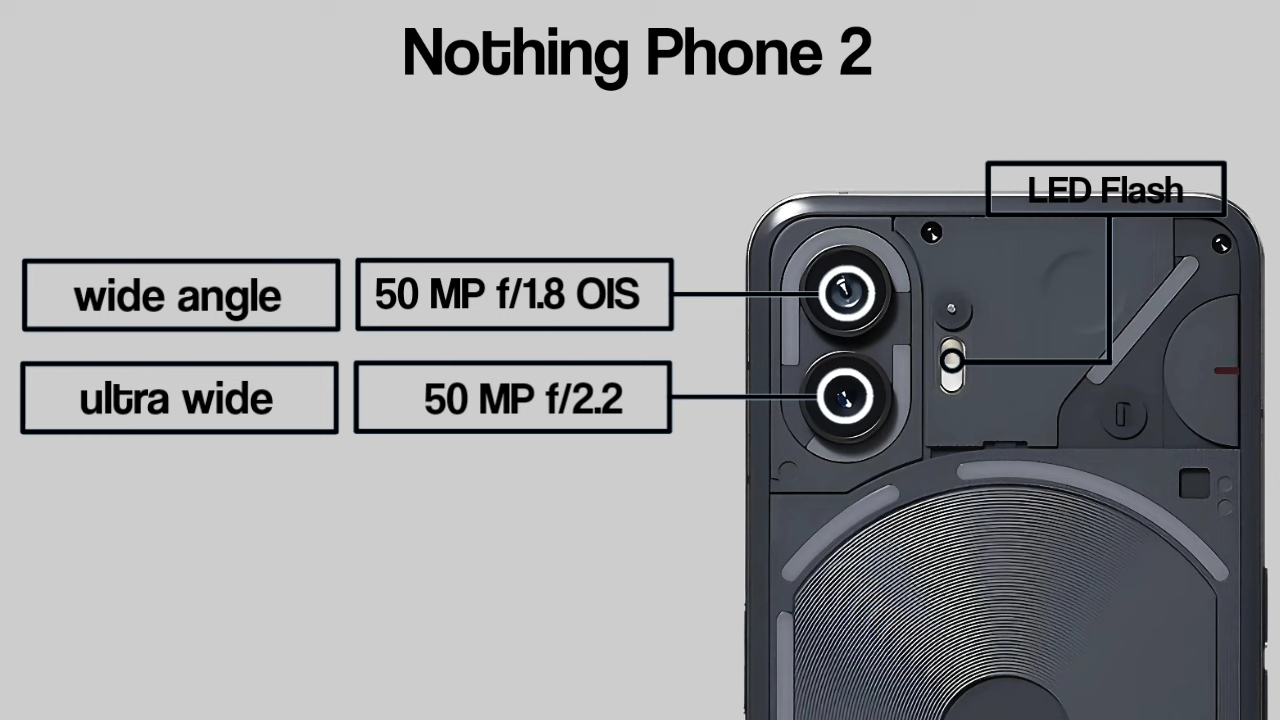 Nothing Phone 2
LED Flash
wide angle
50 MP f/1.8 OIS
ultra wide
50 MP f/2.2